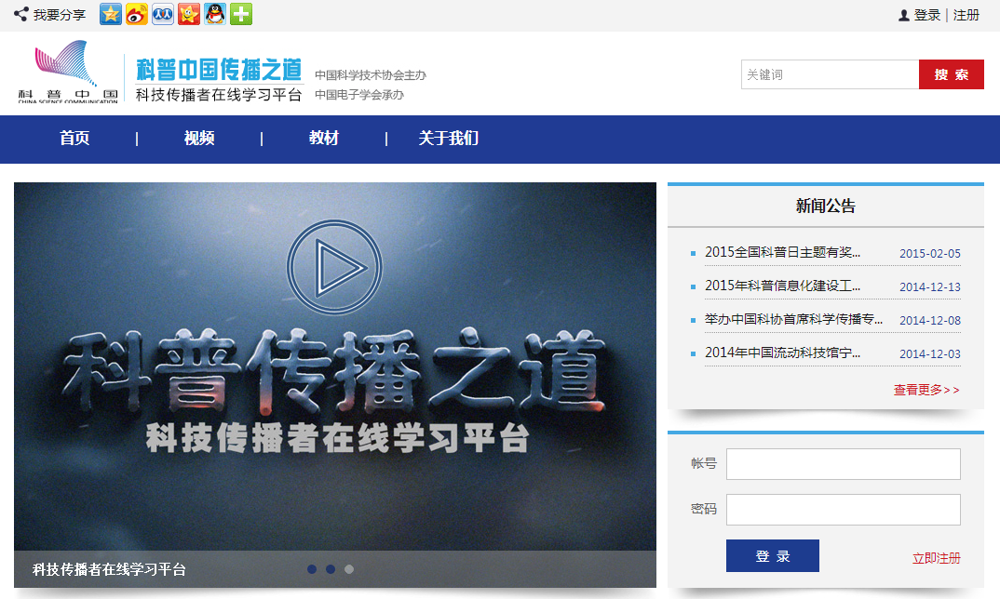 我要分享
登录 | 注册
科普中国
CHINA SCIENCE COMMUNICATION
科普中国传播之道
科技传播者在线学习平台
中国科学技术协会主办
中国电子学会承办
关键词
搜 索
首页 | 视频 | 教材 | 关于我们
科普传播之道
科技传播者在线学习平台
科技传播者在线学习平台
新闻公告
2015全国科普日主题有奖... 2015-02-05
2015年科普信息化建设工... 2014-12-13
举办中国科协首席科学传播专... 2014-12-08
2014年中国流动科技馆宁... 2014-12-03
查看更多>>
帐号
密码
登 录
立即注册